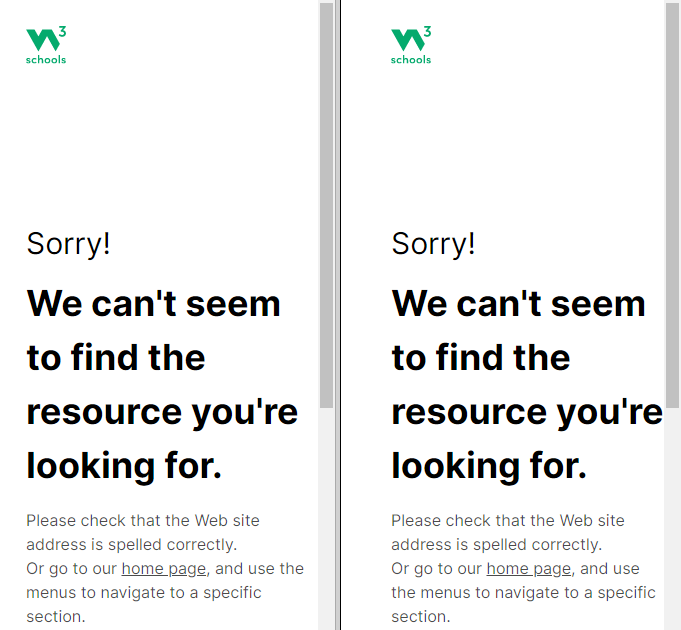 3
schools
Sorry!
We can't seem
to find the
resource you're
looking for.
Please check that the Web site
address is spelled correctly.
Or go to our home page, and use the
menus to navigate to a specific
section.
3
schools
Sorry!
We can't seem
to find the
resource you're
looking for.
Please check that the Web site
address is spelled correctly.
Or go to our home page, and use
the menus to navigate to a specific
section.